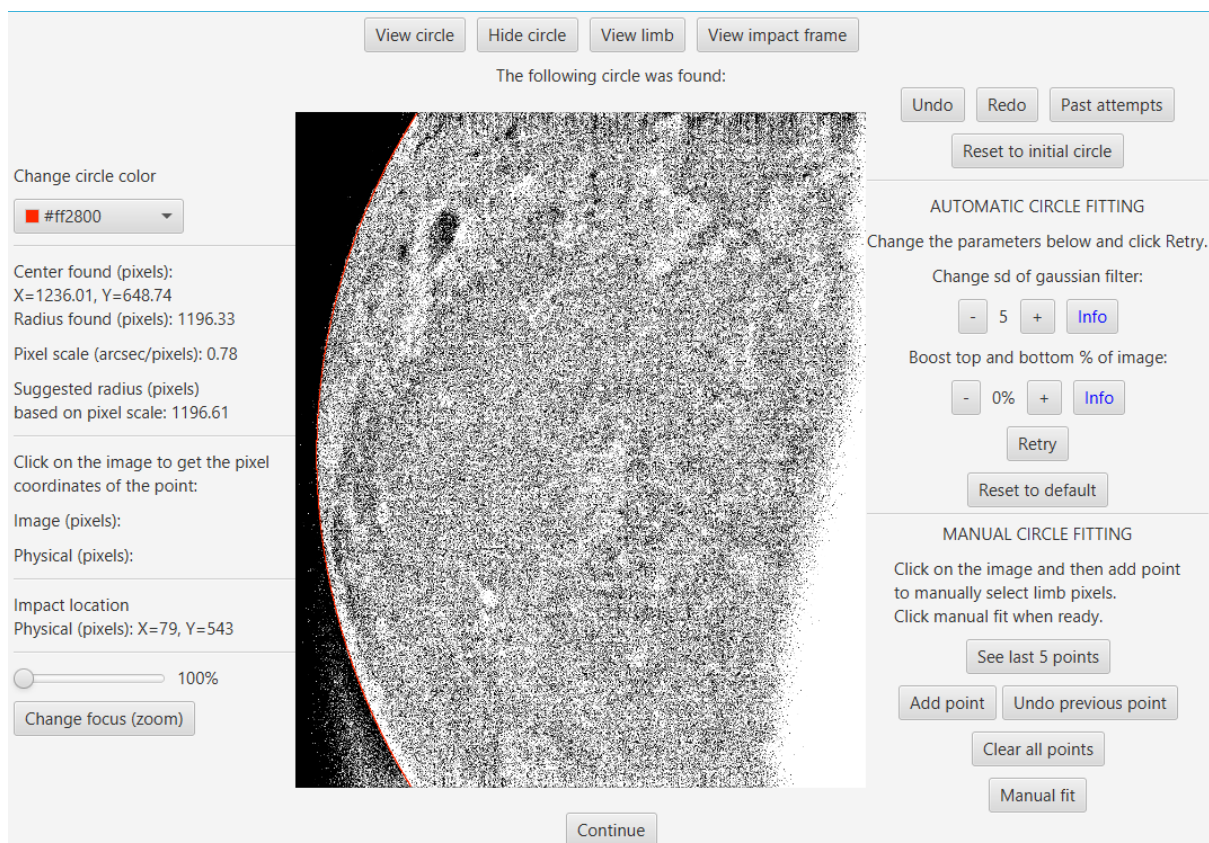 View circle
Hide circle
View limb
View impact frame
The following circle was found:
Change circle color
#ff2800
Center found (pixels):
X=1236.01, Y=648.74
Radius found (pixels): 1196.33
Pixel scale (arcsec/pixels): 0.78
Suggested radius (pixels)
based on pixel scale: 1196.61
Click on the image to get the pixel
coordinates of the point:
Image (pixels):
Physical (pixels):
Impact location
Physical (pixels): X=79, Y=543
100%
Change focus (zoom)
Undo
Redo
Past attempts
Reset to initial circle
AUTOMATIC CIRCLE FITTING
Change the parameters below and click Retry.
Change sd of gaussian filter:
- 5 + Info
Boost top and bottom % of image:
- 0% + Info
Retry
Reset to default
MANUAL CIRCLE FITTING
Click on the image and then add point
to manually select limb pixels.
Click manual fit when ready.
See last 5 points
Add point
Undo previous point
Clear all points
Manual fit
Continue